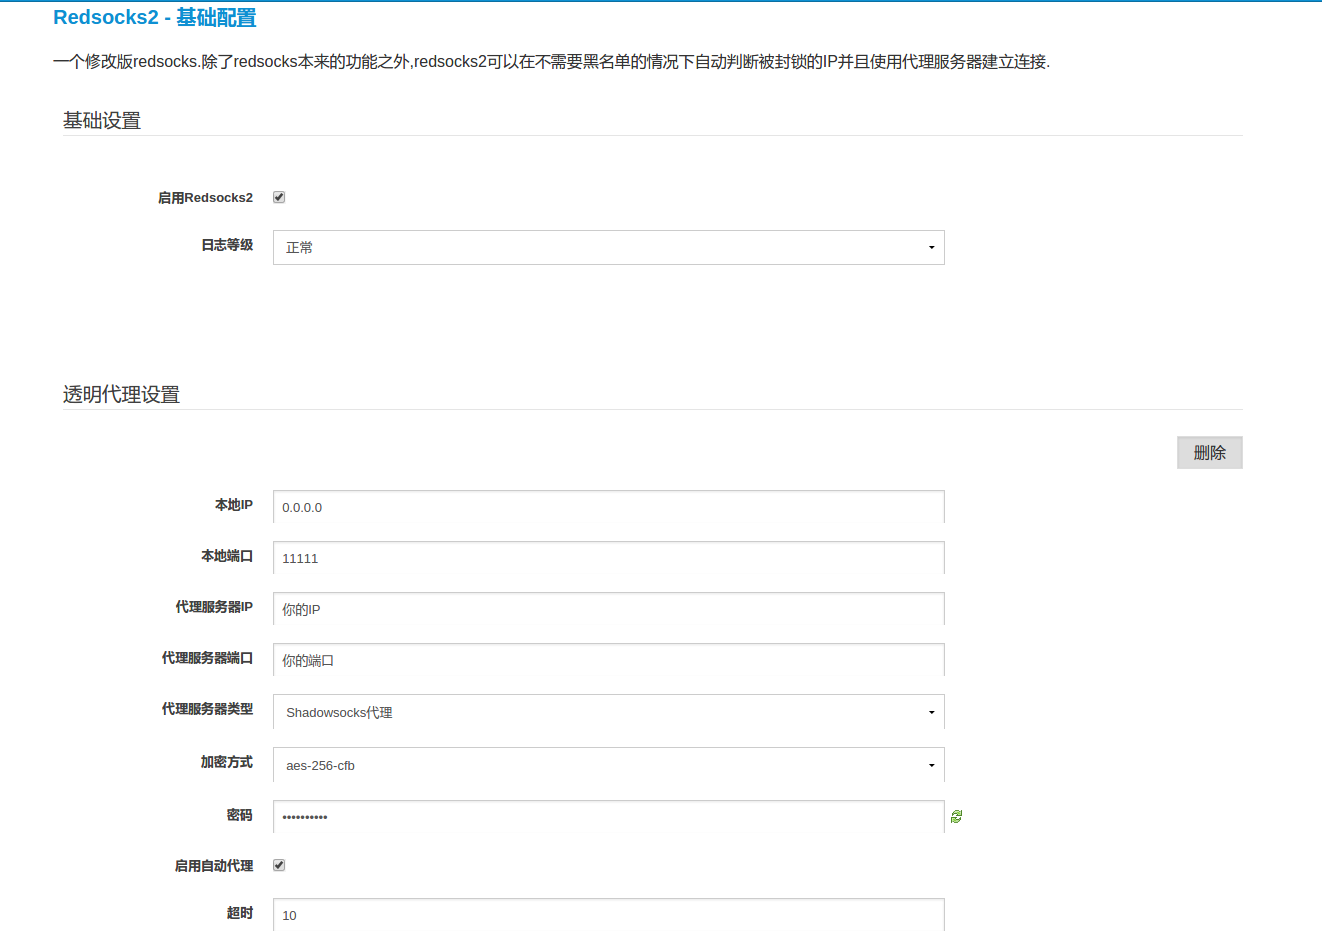 Redsocks2 - 基础配置
一个修改版redsocks.除了redsocks本来的功能之外,redsocks2可以在不需要黑名单的情况下自动判断被封锁的IP并且使用代理服务器建立连接.
基础设置
启用Redsocks2
日志等级 正常
透明代理设置
删除
本地IP 0.0.0.0
本地端口 11111
代理服务器IP 你的IP
代理服务器端口 你的端口
代理服务器类型 Shadowsocks代理
加密方式 aes-256-cfb
密码 ••••••••••
启用自动代理
超时 10